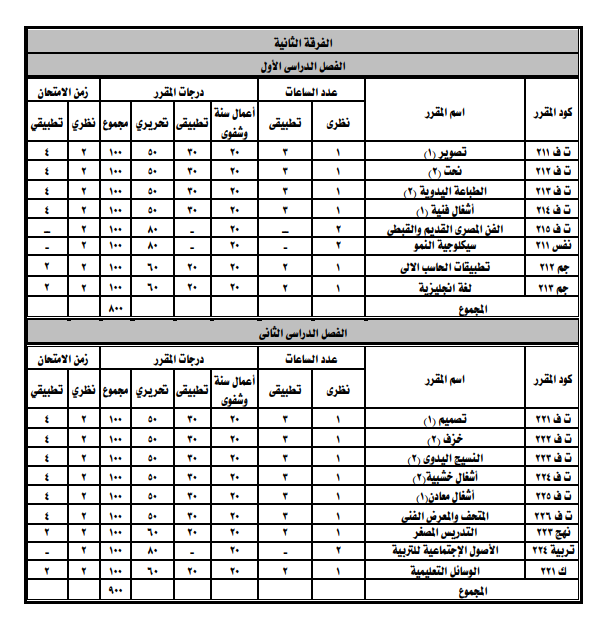 الفرقة الثانية
الفصل الدراسى الأول
كود المقرر اسم المقرر عدد الساعات درجات المقرر زمن الامتحان
نظرى تطبيقى أعمال سنة وشفوى تطبيقى تحريري مجموع نظري تطبيقي
ت ف ٢١١ تصوير (١) ١ ٣ ٢٠ ٣٠ ٥٠ ١٠٠ ٢ ٤
ت ف ٢١٢ نحت (٢) ١ ٣ ٢٠ ٣٠ ٥٠ ١٠٠ ٢ ٤
ت ف ٢١٣ الطباعة اليدوية (٢) ١ ٣ ٢٠ ٣٠ ٥٠ ١٠٠ ٢ ٤
ت ف ٢١٤ أشغال فنية (١) ١ ٣ ٢٠ ٣٠ ٥٠ ١٠٠ ٢ ٤
ت ف ٢١٥ الفن المصرى القديم والقبطى ٢ – ٢٠ - ٨٠ ١٠٠ ٢ –
نفس ٢١١ سيكلوجية النمو ٢ - ٢٠ - ٨٠ ١٠٠ ٢ -
جم ٢١٢ تطبيقات الحاسب الالى ١ ٢ ٢٠ ٢٠ ٦٠ ١٠٠ ٢ ٢
جم ٢١٣ لغة انجليزية ١ ٢ ٢٠ ٢٠ ٦٠ ١٠٠ ٢ ٢
المجموع ٨٠٠
الفصل الدراسى الثانى
كود المقرر اسم المقرر عدد الساعات درجات المقرر زمن الامتحان
نظرى تطبيقى أعمال سنة وشفوى تطبيقى تحريري مجموع نظري تطبيقي
ت ف ٢٢١ تصميم (١) ١ ٣ ٢٠ ٣٠ ٥٠ ١٠٠ ٢ ٤
ت ف ٢٢٢ خزف (٢) ١ ٣ ٢٠ ٣٠ ٥٠ ١٠٠ ٢ ٤
ت ف ٢٢٣ النسيج اليدوى (٢) ١ ٣ ٢٠ ٣٠ ٥٠ ١٠٠ ٢ ٤
ت ف ٢٢٤ أشغال خشبية(٢) ١ ٣ ٢٠ ٣٠ ٥٠ ١٠٠ ٢ ٤
ت ف ٢٢٥ أشغال معادن(١) ١ ٣ ٢٠ ٣٠ ٥٠ ١٠٠ ٢ ٤
ت ف ٢٢٦ المتحف والمعرض الفنى ١ ٣ ٢٠ ٣٠ ٥٠ ١٠٠ ٢ ٤
نهج ٢٢٣ التدريس المصغر ١ ٢ ٢٠ ٢٠ ٦٠ ١٠٠ ٢ ٢
تربية ٢٢٤ الأصول الإجتماعية للتربية ٢ - ٢٠ - ٨٠ ١٠٠ ٢ -
ك ٢٢١ الوسائل التعليمية ١ ٢ ٢٠ ٢٠ ٦٠ ١٠٠ ٢ ٢
المجموع ٩٠٠